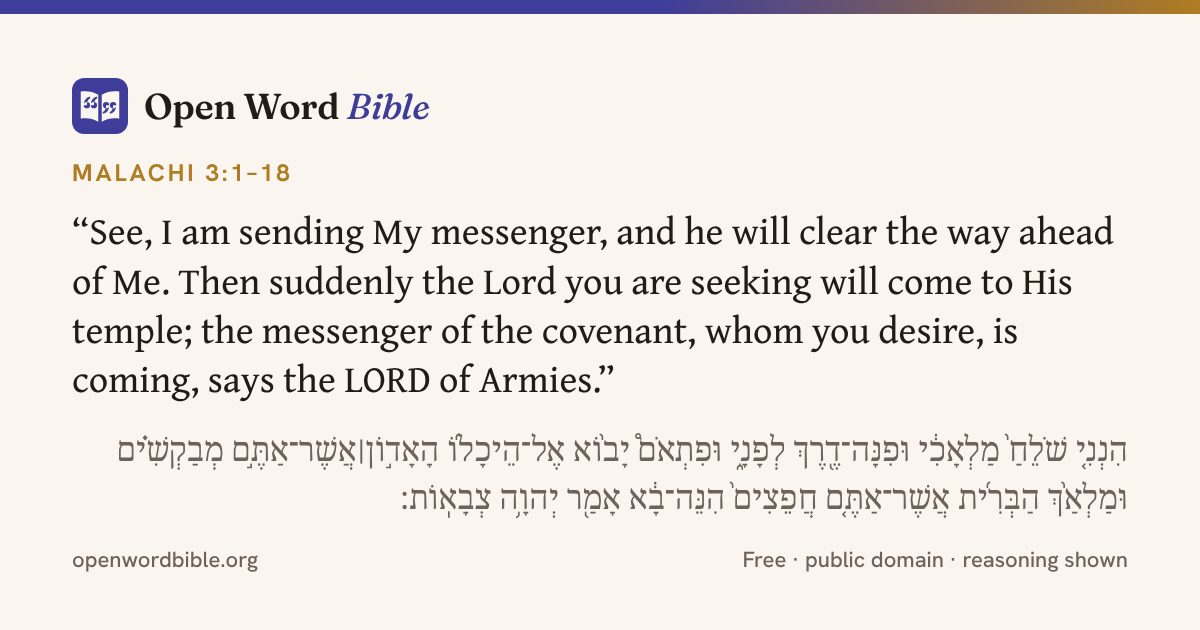 Open Word Bible
MALACHI 3:1–18
“See, I am sending My messenger, and he will clear the way ahead
of Me. Then suddenly the Lord you are seeking will come to His
temple; the messenger of the covenant, whom you desire, is
coming, says the LORD of Armies.”
הִנְנִ֤י שֹׁלֵחַ֙ מַלְאָכִ֔י וּפִנָּה־דֶ֖רֶךְ לְפָנָ֑י וּפִתְאֹם֩ יָב֨וֹא אֶל־הֵיכָל֜וֹ הָאָד֣וֹן׀אֲשֶׁר־אַתֶּ֣ם מְבַקְשִׁ֗ים
וּמַלְאַ֨ךְ הַבְּרִ֜ית אֲשֶׁר־אַתֶּ֤ם חֲפֵצִים֙ הִנֵּה־בָ֔א אָמַ֖ר יְהוָ֥ה צְבָאֽוֹת׃
openwordbible.org
Free · public domain · reasoning shown